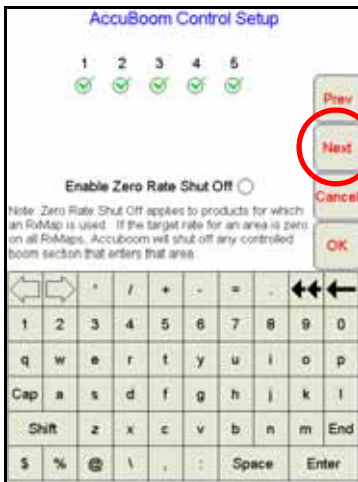 AccuBoom Control Setup
1 2 3 4 5
Prev
Next
Enable Zero Rate Shut Off
Cancel
Note: Zero Rate Shut Off applies to products for which
an RxMap is used. If the target rate for an area is zero
on all RxMaps, Accuboom will shut off any controlled
boom section that enters that area.
OK
' / + - = .
1 2 3 4 5 6 7 8 9 0
q w e r t y u i o p
Cap a s d f g h j k l
Shift z x c v b n m End
$ % @ \ , : Space Enter